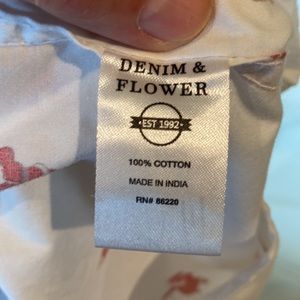 DENIM &
FLOWER
EST 1992
100% COTTON
MADE IN INDIA
RN# 86220